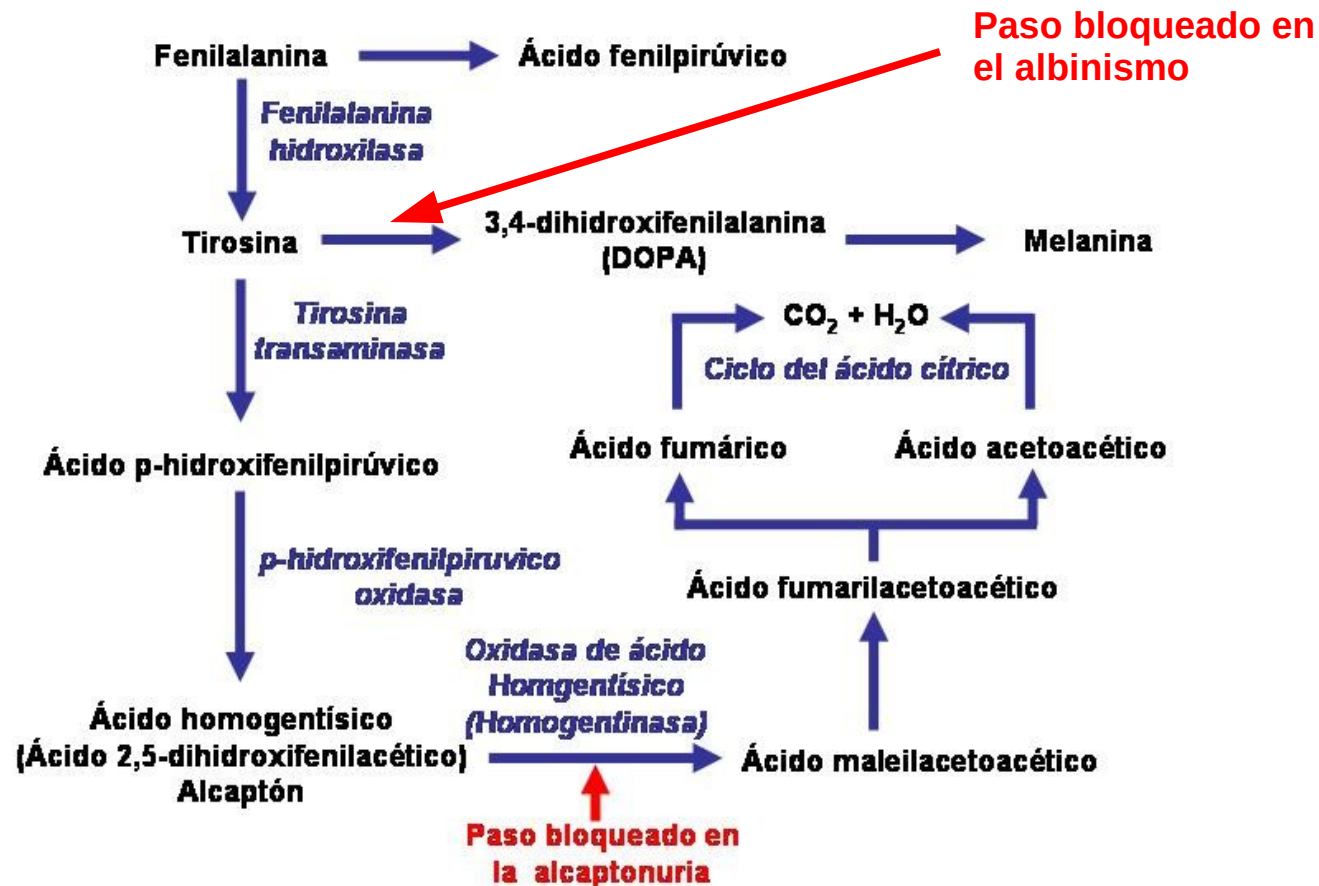 Paso bloqueado en
el albinismo
Fenilalanina
Ácido fenilpirúvico
Fenilalanina
hidroxilasa
Tirosina
3,4-dihidroxifenilalanina
(DOPA)
Melanina
Tirosina
transaminasa
CO₂ + H₂O
Ciclo del ácido cítrico
Ácido p-hidroxifenilpirúvico
Ácido fumárico
Ácido acetoacético
p-hidroxifenilpiruvico
oxidasa
Ácido fumarilacetoacético
Oxidasa de ácido
Homgentísico
(Homogentinasa)
Ácido homogentísico
(Ácido 2,5-dihidroxifenilacético)
Alcaptón
Ácido maleilacetoacético
Paso bloqueado en
la alcaptonuria